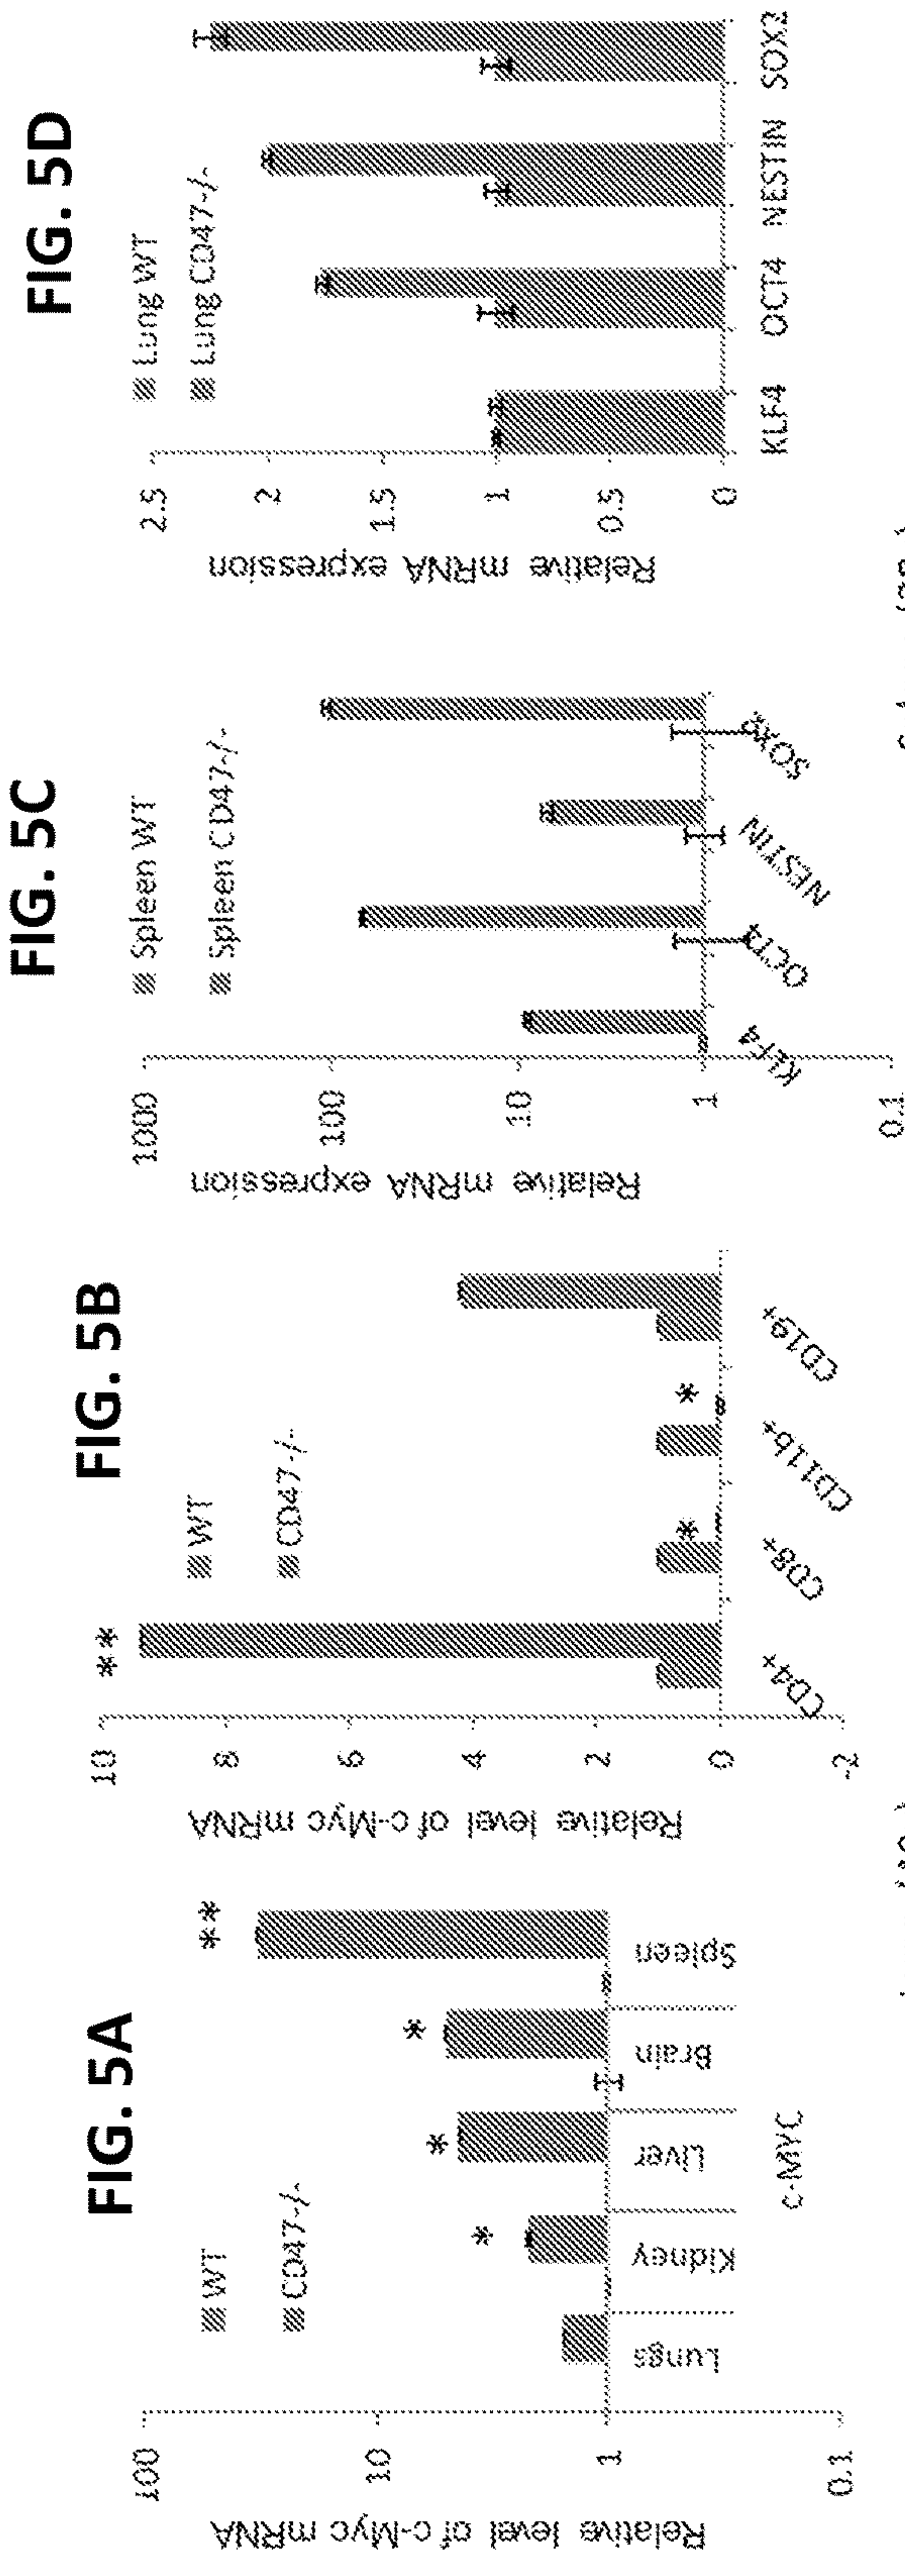 FIG. 5A
WT
CD47-/-
100
10
1
0.1
Relative level of c-Myc mRNA
**
*
*
*
Lungs
Kidney
Liver
Brain
Spleen
c-MYC
FIG. 5B
WT
CD47-/-
10
8
6
4
2
0
-2
Relative level of c-Myc mRNA
**
*
*
CD4+
CD8+
CD11b+
CD19+
FIG. 5C
Spleen WT
Spleen CD47-/-
1000
100
10
1
0.1
Relative mRNA expression
KLF4
OCT4
NESTIN
SOX2
FIG. 5D
Lung WT
Lung CD47-/-
2.5
2
1.5
1
0.5
0
Relative mRNA expression
KLF4
OCT4
NESTIN
SOX2